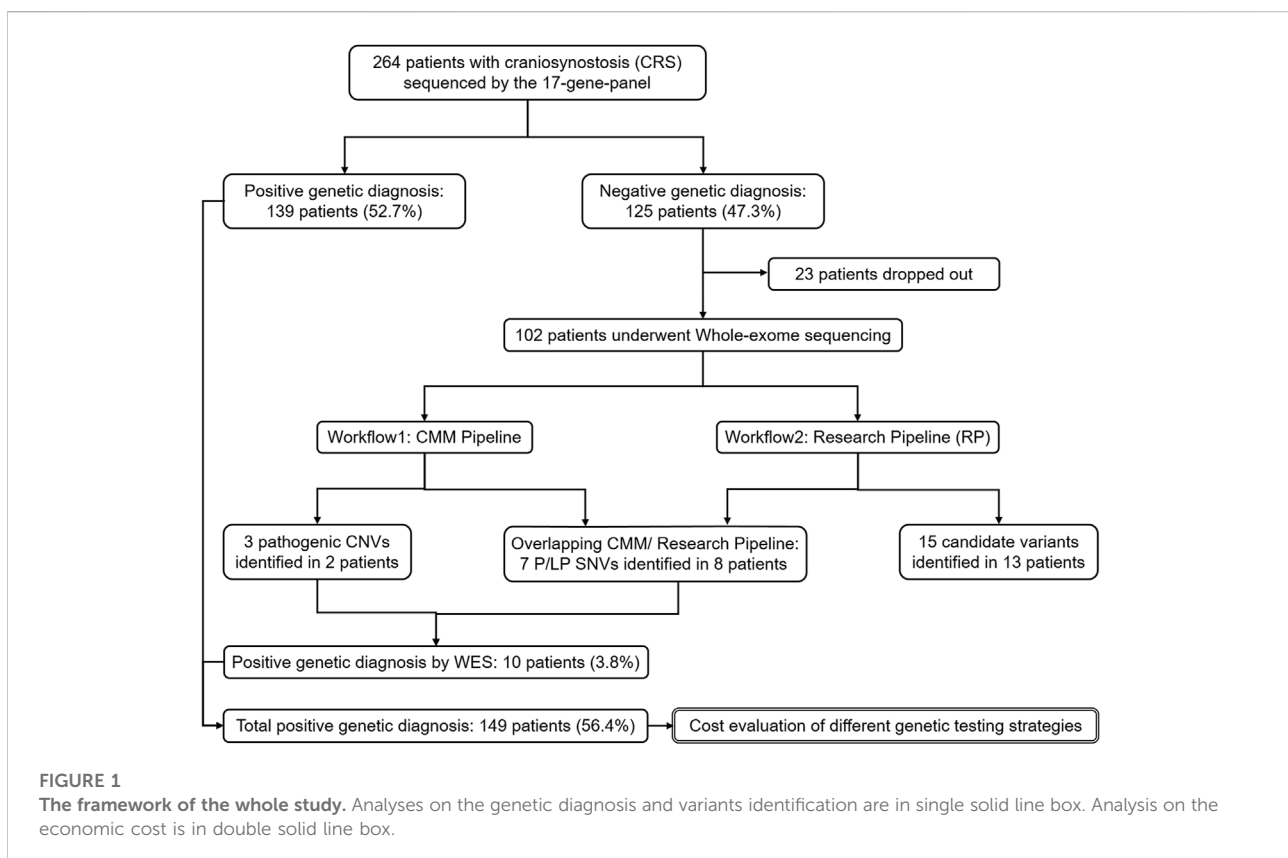 264 patients with craniosynostosis (CRS)
sequenced by the 17-gene-panel
Positive genetic diagnosis:
139 patients (52.7%)
Negative genetic diagnosis:
125 patients (47.3%)
23 patients dropped out
102 patients underwent Whole-exome sequencing
Workflow1: CMM Pipeline
Workflow2: Research Pipeline (RP)
3 pathogenic CNVs
identified in 2 patients
Overlapping CMM/ Research Pipeline:
7 P/LP SNVs identified in 8 patients
15 candidate variants
identified in 13 patients
Positive genetic diagnosis by WES: 10 patients (3.8%)
Total positive genetic diagnosis: 149 patients (56.4%)
Cost evaluation of different genetic testing strategies
FIGURE 1
The framework of the whole study. Analyses on the genetic diagnosis and variants identification are in single solid line box. Analysis on the
economic cost is in double solid line box.